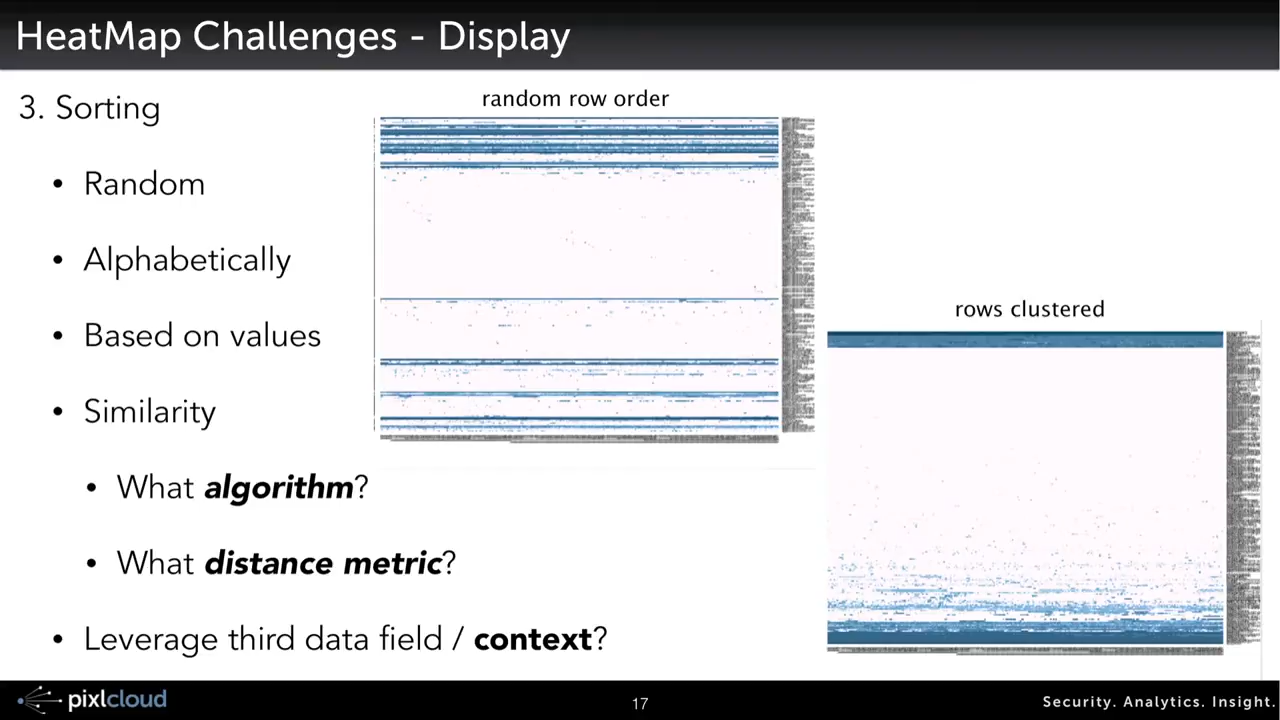 HeatMap Challenges - Display
3. Sorting
• Random
• Alphabetically
• Based on values
• Similarity
• What algorithm?
• What distance metric?
• Leverage third data field / context?
random row order
rows clustered
pixlcloud
17
Security. Analytics. Insight.